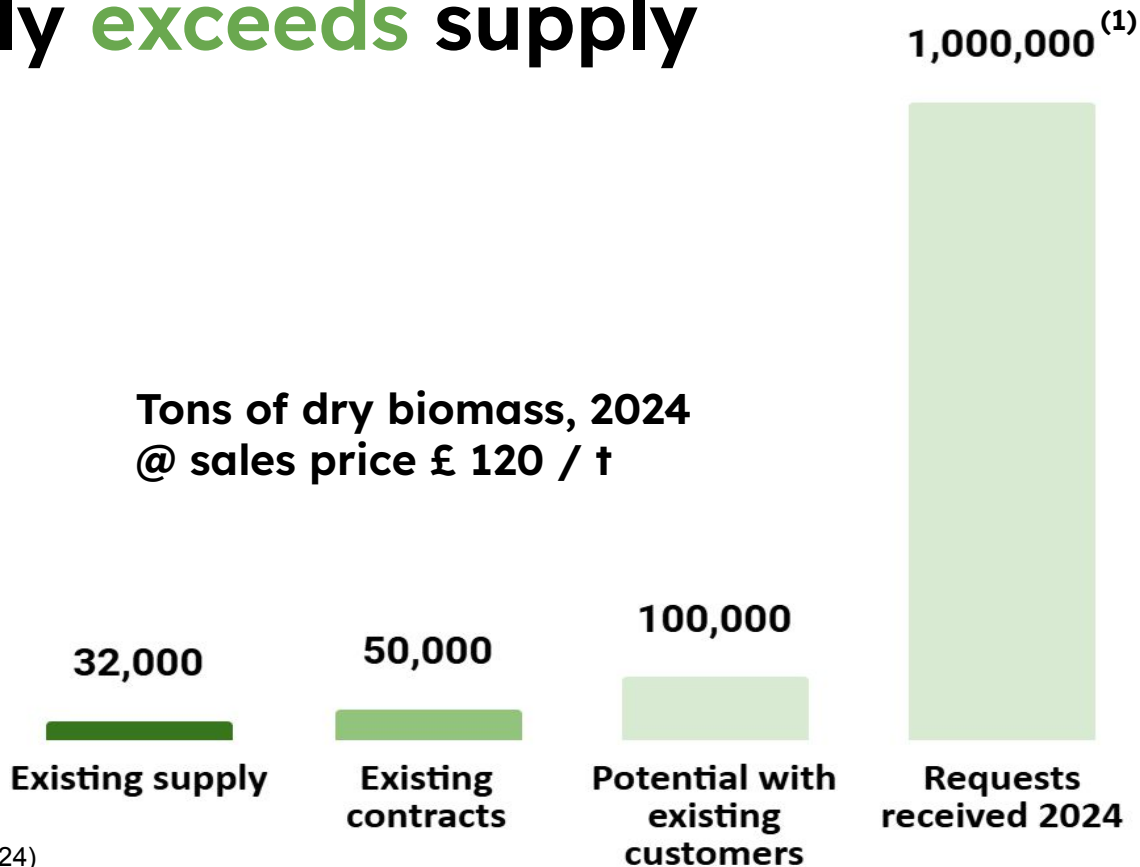 ly exceeds supply
1,000,000 (1)
Tons of dry biomass, 2024
@ sales price £ 120 / t
100,000
50,000
32,000
Existing supply
Existing
contracts
Potential with
existing
customers
Requests
received 2024
24)